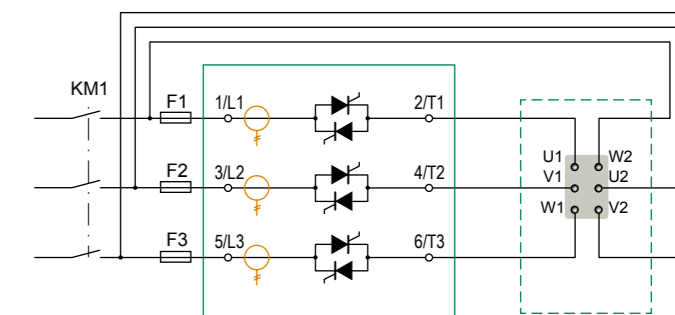 KM1
F1 1/L1 2/T1
U1 W2
F2 3/L2 4/T2 V1 U2
W1 V2
F3 5/L3 6/T3